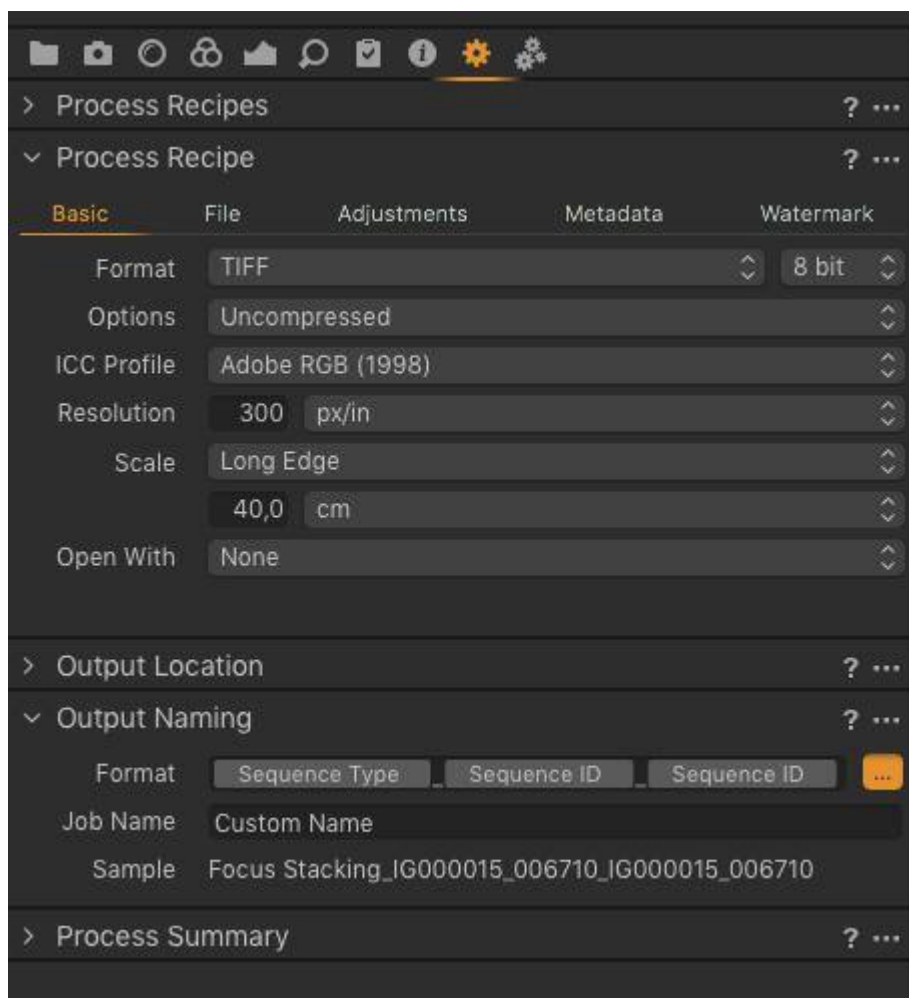 Process Recipes ? ...
Process Recipe ? ...
Basic File Adjustments Metadata Watermark
Format TIFF 8 bit
Options Uncompressed
ICC Profile Adobe RGB (1998)
Resolution 300 px/in
Scale Long Edge
40,0 cm
Open With None
Output Location ? ...
Output Naming ? ...
Format Sequence Type _ Sequence ID _ Sequence ID ...
Job Name Custom Name
Sample Focus Stacking_IG000015_006710_IG000015_006710
Process Summary ? ...